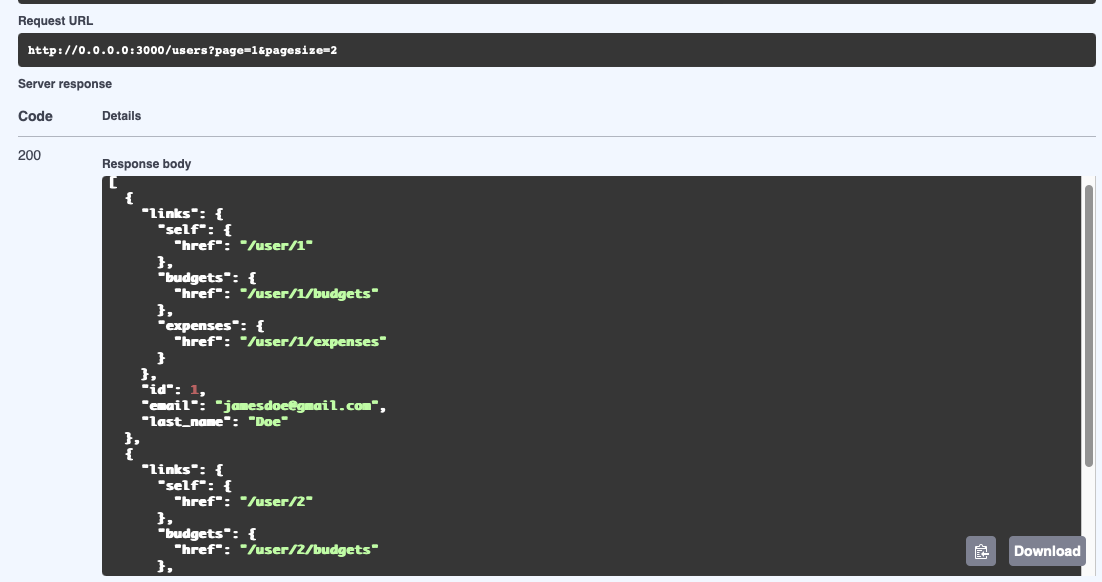 Request URL
http://0.0.0.0:3000/users?page=1&pagesize=2
Server response
Code Details
200
Response body
[
  {
    "links": {
      "self": {
        "href": "/user/1"
      },
      "budgets": {
        "href": "/user/1/budgets"
      },
      "expenses": {
        "href": "/user/1/expenses"
      }
    },
    "id": 1,
    "email": "jamesdoe@gmail.com",
    "last_name": "Doe"
  },
  {
    "links": {
      "self": {
        "href": "/user/2"
      },
      "budgets": {
        "href": "/user/2/budgets"
      },
Download